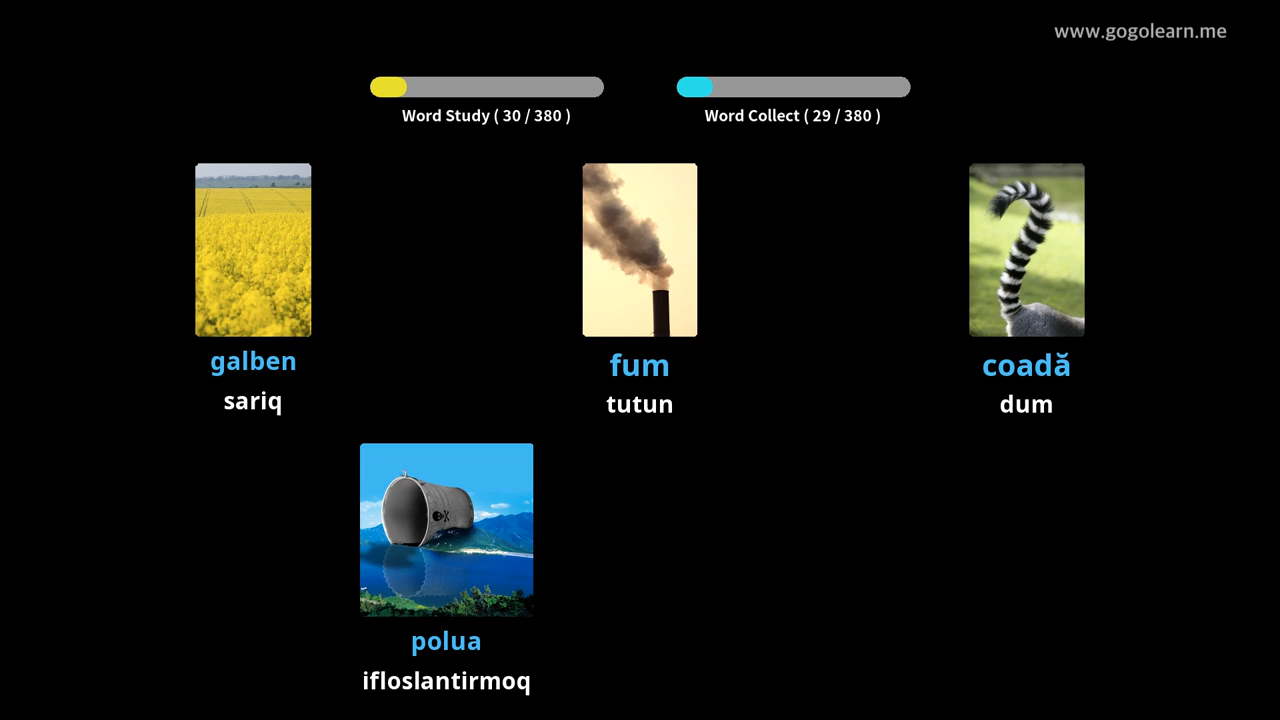 www.gogolearn.me
Word Study ( 30 / 380 )
Word Collect ( 29 / 380 )
galben
sariq
fum
tutun
coadă
dum
polua
ifloslantirmoq